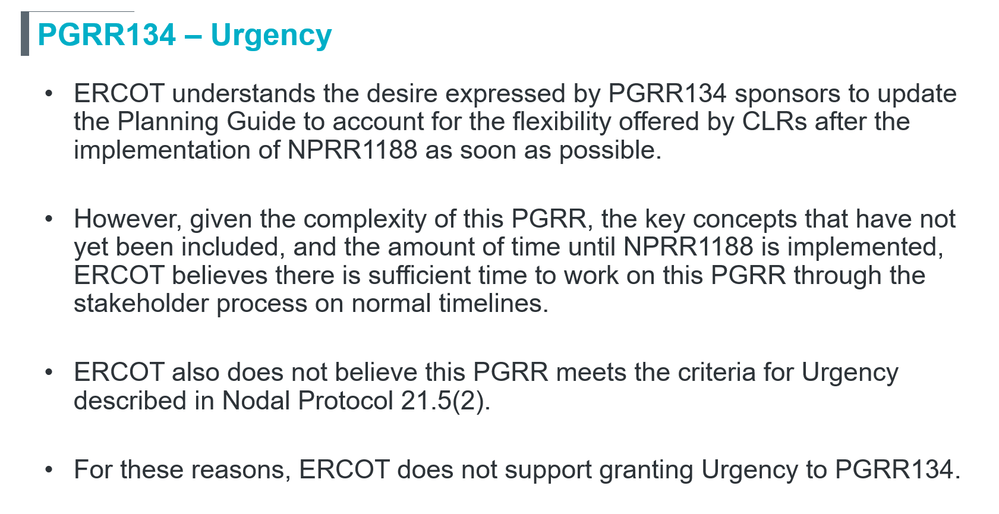 PGRR134 – Urgency
• ERCOT understands the desire expressed by PGRR134 sponsors to update
the Planning Guide to account for the flexibility offered by CLRs after the
implementation of NPRR1188 as soon as possible.
• However, given the complexity of this PGRR, the key concepts that have not
yet been included, and the amount of time until NPRR1188 is implemented,
ERCOT believes there is sufficient time to work on this PGRR through the
stakeholder process on normal timelines.
• ERCOT also does not believe this PGRR meets the criteria for Urgency
described in Nodal Protocol 21.5(2).
• For these reasons, ERCOT does not support granting Urgency to PGRR134.